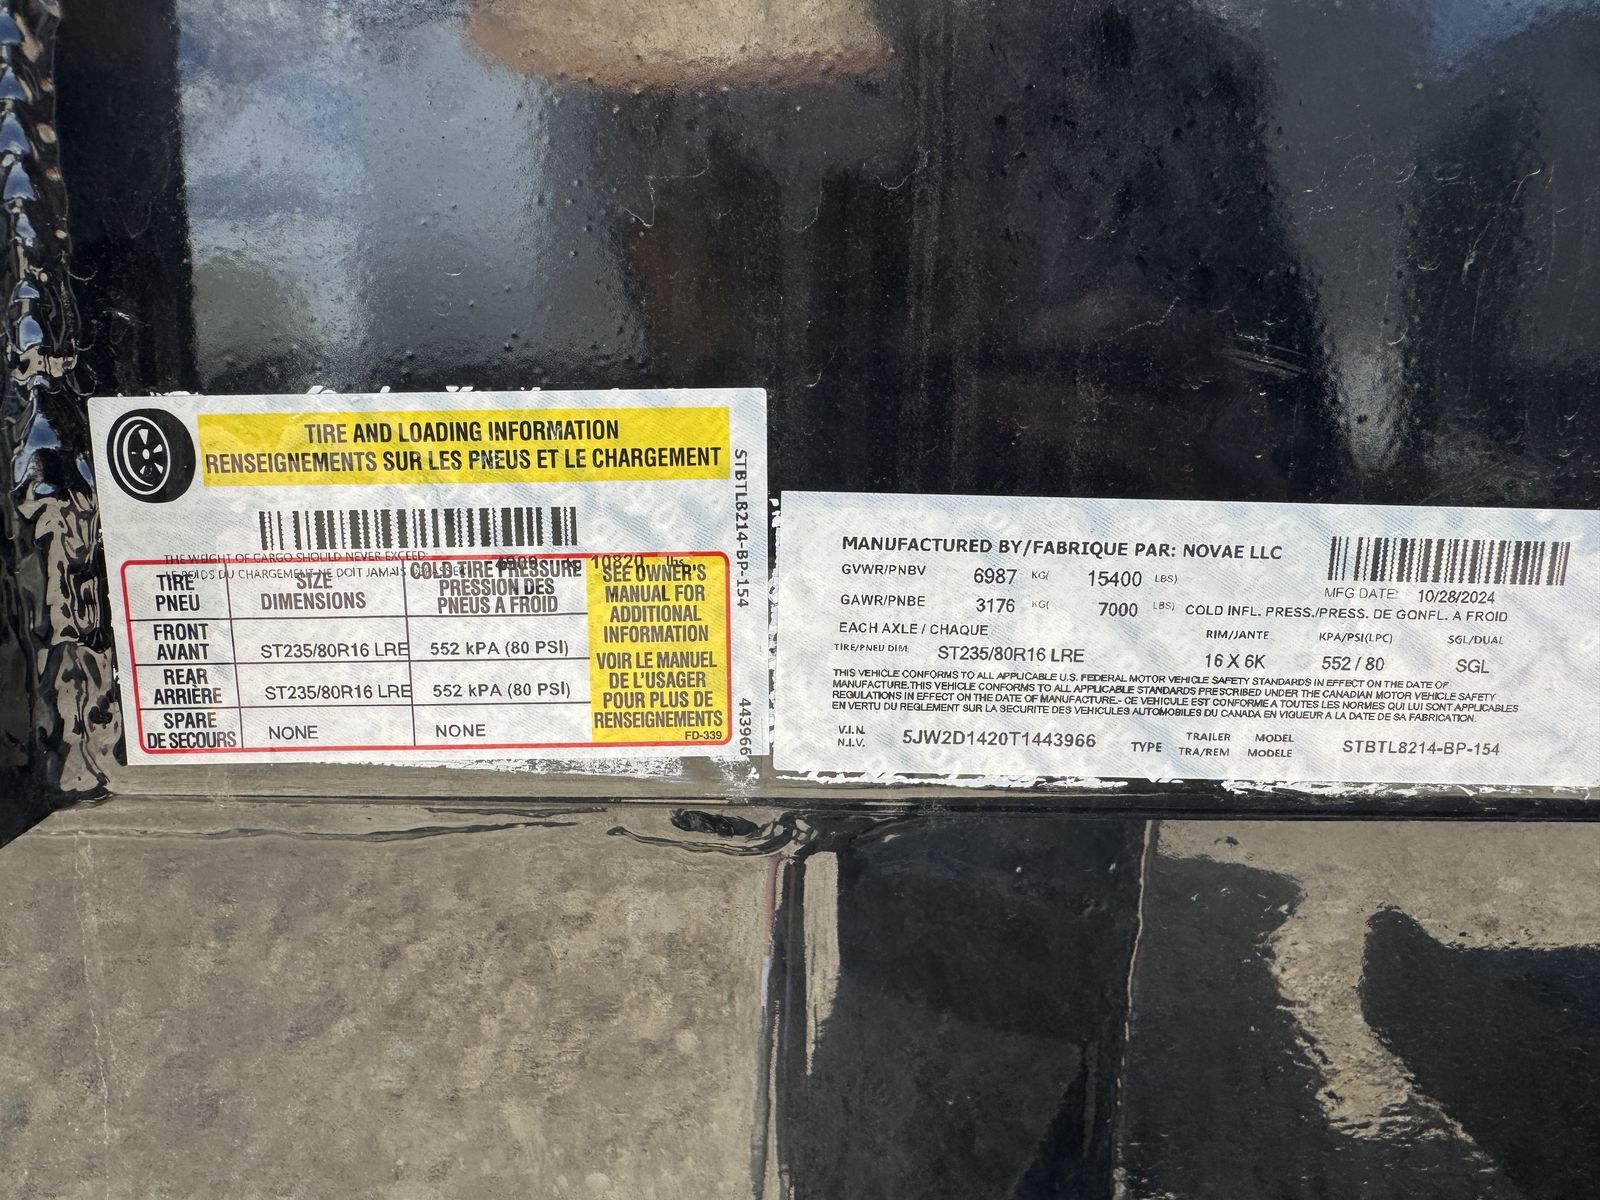 TIRE AND LOADING INFORMATION
RENSEIGNEMENTS SUR LES PNEUS ET LE CHARGEMENT
STBTL8214-BP-154
443966
THE WEIGHT OF CARGO SHOULD NEVER EXCEED:
kg 10820 lbs
DU CHARGEMENT NE DOIT JAMAIS
TIRE
PNEU
SIZE
DIMENSIONS
COLD TIRE PRESSURE
PRESSION DES
PNEUS A FROID
FRONT
AVANT
ST235/80R16 LRE
552 kPA (80 PSI)
REAR
ARRIÈRE
ST235/80R16 LRE
552 kPA (80 PSI)
SPARE
DE SECOURS
NONE
NONE
SEE OWNER'S
MANUAL FOR
ADDITIONAL
INFORMATION
VOIR LE MANUEL
DE L'USAGER
POUR PLUS DE
RENSEIGNEMENTS
FD-339
MANUFACTURED BY/FABRIQUE PAR: NOVAE LLC
GVWR/PNBV 6987 KG( 15400 LBS)
MFG DATE: 10/28/2024
GAWR/PNBE 3176 KG( 7000 LBS) COLD INFL. PRESS./PRESS. DE GONFL. A FROID
EACH AXLE / CHAQUE RIM/JANTE KPA/PSI(LPC) SGL/DUAL
TIRE/PNEU DIM: ST235/80R16 LRE 16 X 6K 552 / 80 SGL
THIS VEHICLE CONFORMS TO ALL APPLICABLE U.S. FEDERAL MOTOR VEHICLE SAFETY STANDARDS IN EFFECT ON THE DATE OF
MANUFACTURE.THIS VEHICLE CONFORMS TO ALL APPLICABLE STANDARDS PRESCRIBED UNDER THE CANADIAN MOTOR VEHICLE SAFETY
REGULATIONS IN EFFECT ON THE DATE OF MANUFACTURE.- CE VEHICULE EST CONFORME A TOUTES LES NORMES QUI LUI SONT APPLICABLES
EN VERTU DU REGLEMENT SUR LA SECURITE DES VEHICULES AUTOMOBILES DU CANADA EN VIGUEUR A LA DATE DE SA FABRICATION.
V.I.N.
N.I.V.
5JW2D1420T1443966
TYPE
TRAILER
TRA/REM
MODEL
MODELE
STBTL8214-BP-154